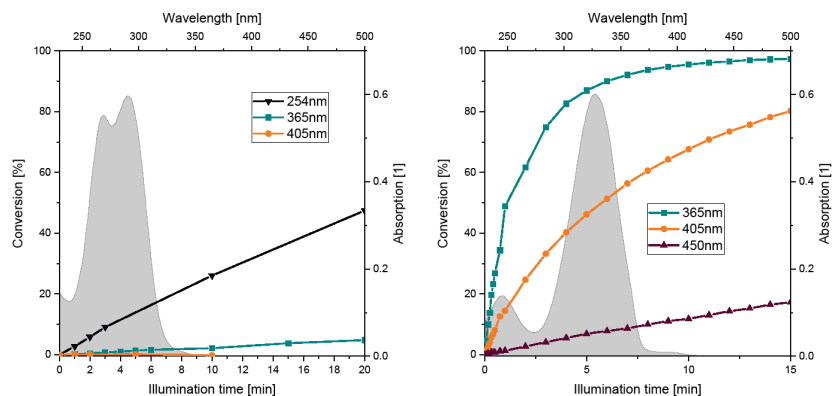 Wavelength [nm]
250 300 350 400 450 500
100
80
60
40
20
0
Conversion [%]
0.6
0.4
0.2
0.0
Absorption [1]
254nm
365nm
405nm
0 2 4 6 8 10 12 14 16 18 20
Illumination time [min]
Wavelength [nm]
250 300 350 400 450 500
100
80
60
40
20
0
Conversion [%]
0.6
0.4
0.2
0.0
Absorption [1]
365nm
405nm
450nm
0 5 10 15
Illumination time [min]